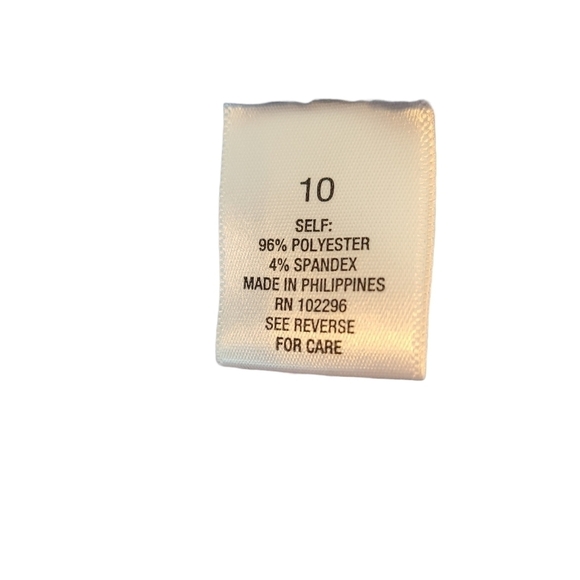 10
SELF:
96% POLYESTER
4% SPANDEX
MADE IN PHILIPPINES
RN 102296
SEE REVERSE
FOR CARE